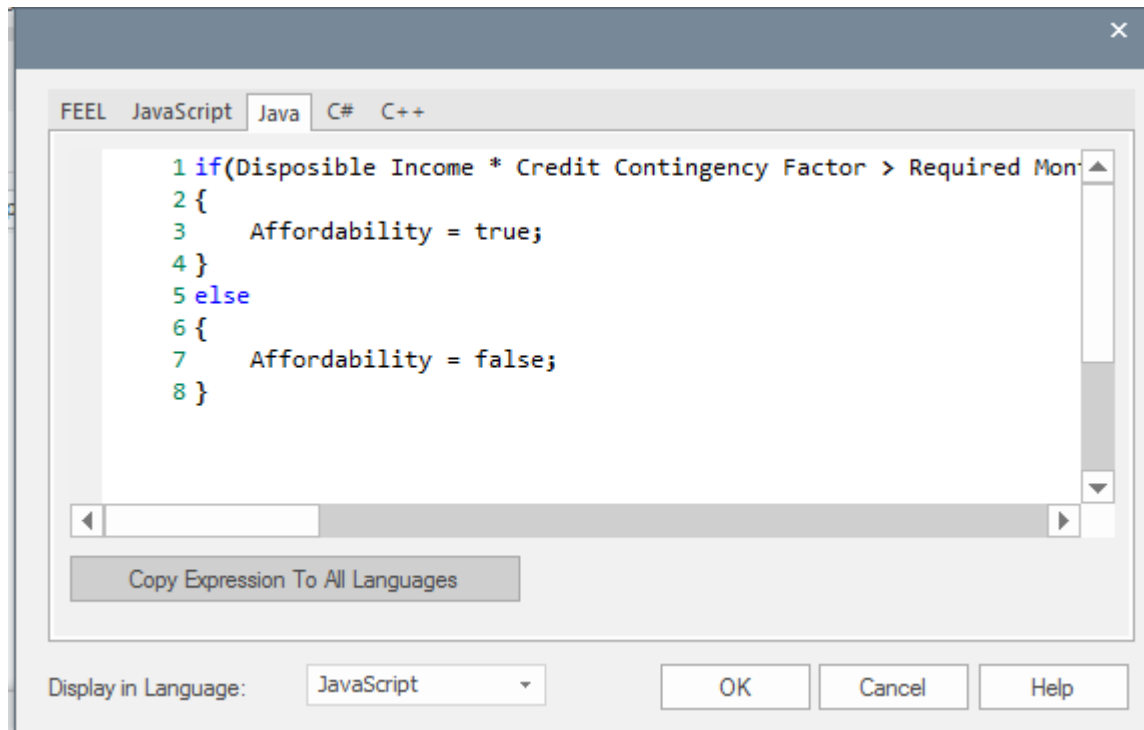 ×
FEEL JavaScript Java C# C++
1 if(Disposible Income * Credit Contingency Factor > Required
2 {
3 Affordability = true;
4 }
5 else
6 {
7 Affordability = false;
8 }
Copy Expression To All Languages
Display in Language: JavaScript OK Cancel Help